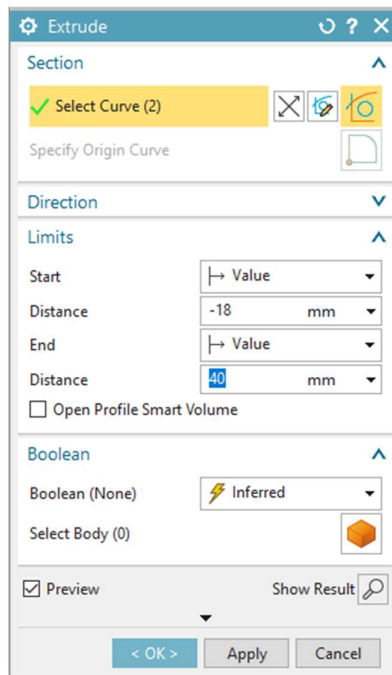 Extrude ? X
Section
Select Curve (2)
Specify Origin Curve
Direction
Limits
Start Value
Distance -18 mm
End Value
Distance 40 mm
Open Profile Smart Volume
Boolean
Boolean (None) Inferred
Select Body (0)
Preview Show Result
< OK > Apply Cancel